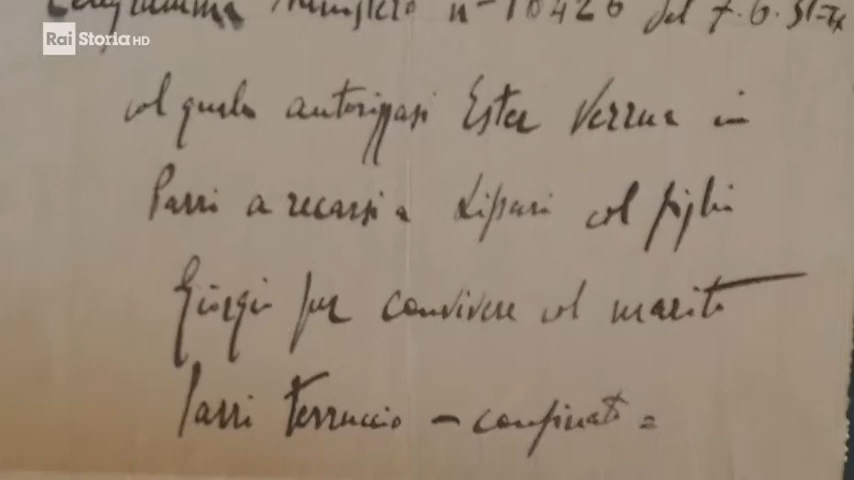 Rai Storia HD
Telegramma Ministero n° 10426 del 7.6.31=IX
col quale autorizzasi Ester Verrua in
Parri a recarsi a Lipari col figlio
Giorgio per convivere col marito
Parri Ferruccio - confinato =